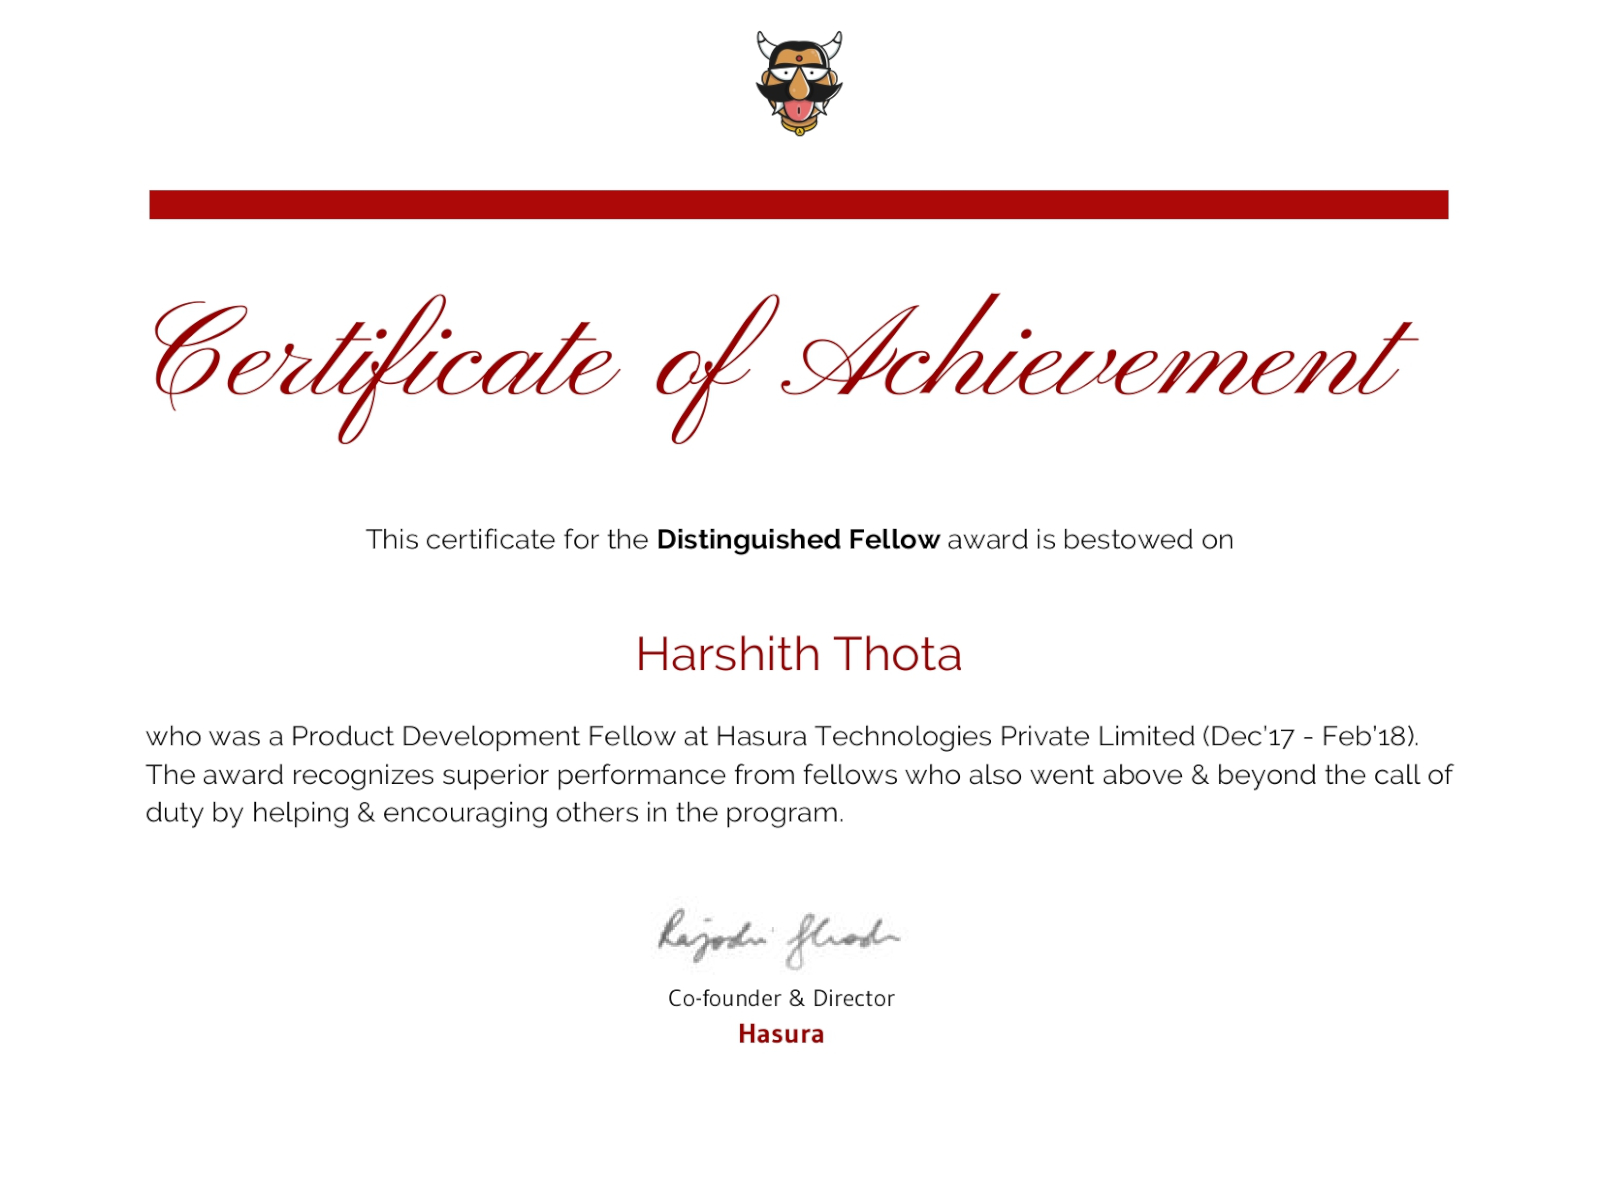 Certificate of Achievement
This certificate for the Distinguished Fellow award is bestowed on
Harshith Thota
who was a Product Development Fellow at Hasura Technologies Private Limited (Dec’17 - Feb’18).
The award recognizes superior performance from fellows who also went above & beyond the call of
duty by helping & encouraging others in the program.
Co-founder & Director
Hasura